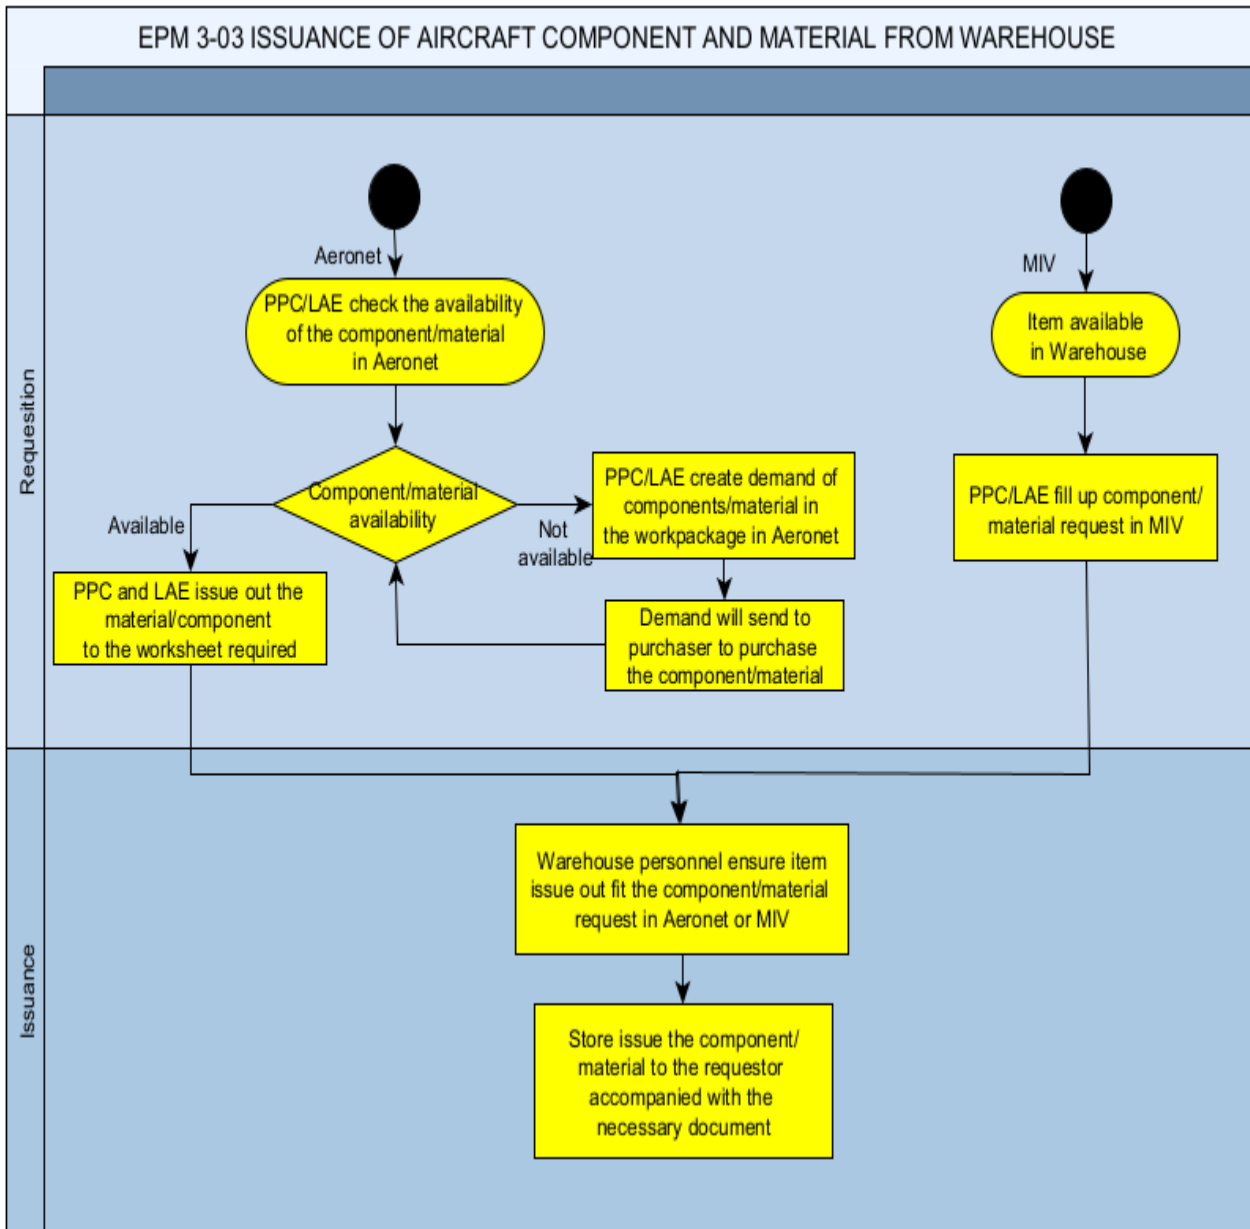 EPM 3-03 ISSUANCE OF AIRCRAFT COMPONENT AND MATERIAL FROM WAREHOUSE
Requesition
Aeronet
PPC/LAE check the availability
of the component/material
in Aeronet
Component/material
availability
Available
Not
available
PPC/LAE create demand of
components/material in
the workpackage in Aeronet
Demand will send to
purchaser to purchase
the component/material
PPC and LAE issue out the
material/component
to the worksheet required
MIV
Item available
in Warehouse
PPC/LAE fill up component/
material request in MIV
Issuance
Warehouse personnel ensure item
issue out fit the component/material
request in Aeronet or MIV
Store issue the component/
material to the requestor
accompanied with the
necessary document